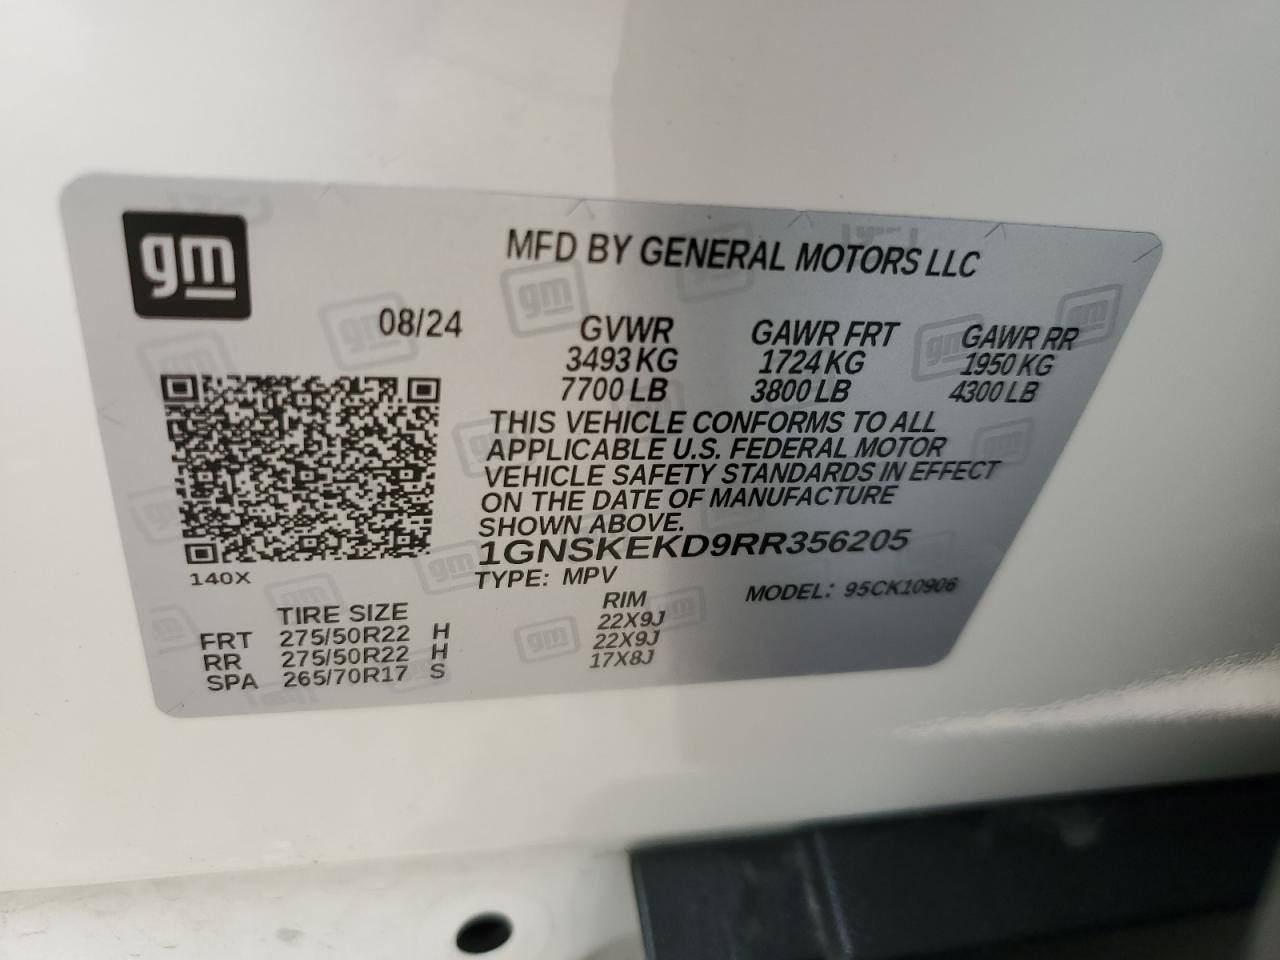 gm
MFD BY GENERAL MOTORS LLC
08/24 GVWR GAWR FRT GAWR RR
3493 KG 1724 KG 1950 KG
7700 LB 3800 LB 4300 LB
THIS VEHICLE CONFORMS TO ALL
APPLICABLE U.S. FEDERAL MOTOR
VEHICLE SAFETY STANDARDS IN EFFECT
ON THE DATE OF MANUFACTURE
SHOWN ABOVE.
1GNSKEKD9RR356205
140X
TYPE: MPV MODEL: 95CK10906
TIRE SIZE RIM
FRT 275/50R22 H 22X9J
RR 275/50R22 H 22X9J
SPA 265/70R17 S 17X8J